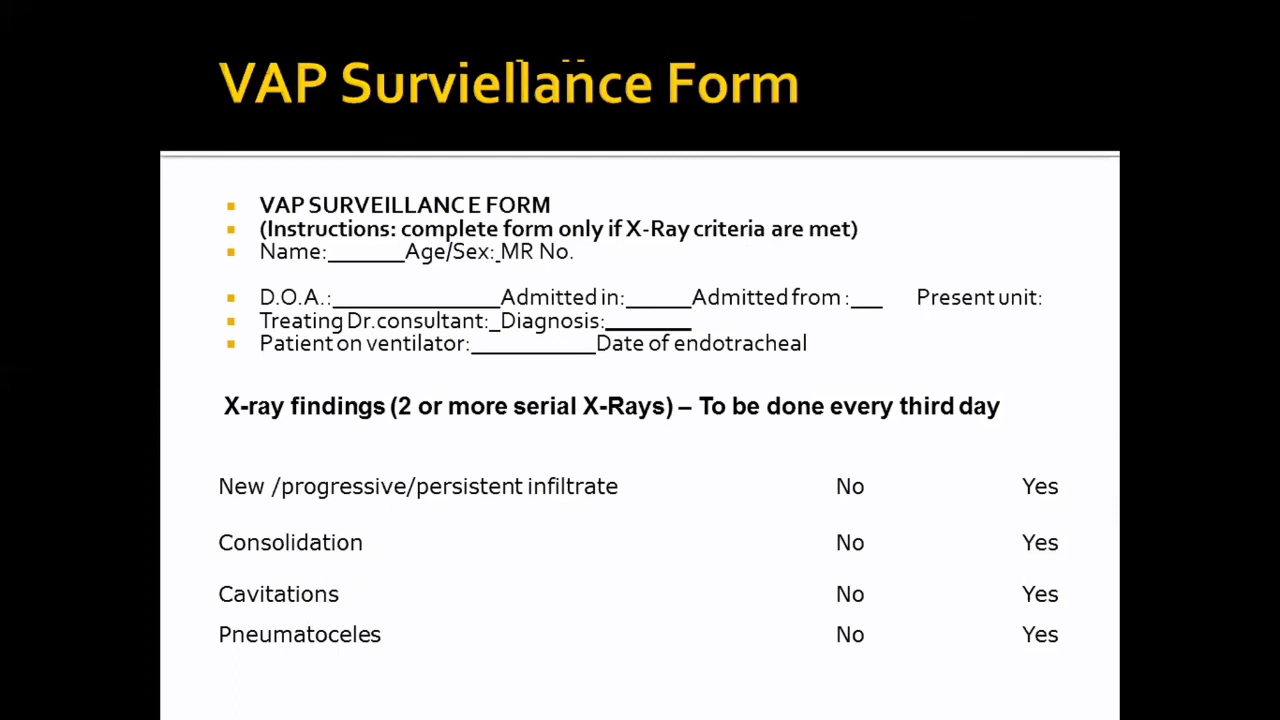 VAP Surviellance Form
VAP SURVEILLANCE FORM
(Instructions: complete form only if X-Ray criteria are met)
Name:_______Age/Sex:_MR No.
D.O.A.:_______________Admitted in:______Admitted from :___ Present unit:
Treating Dr.consultant:_Diagnosis:________
Patient on ventilator:___________Date of endotracheal
X-ray findings (2 or more serial X-Rays) – To be done every third day
New /progressive/persistent infiltrate No Yes
Consolidation No Yes
Cavitations No Yes
Pneumatoceles No Yes